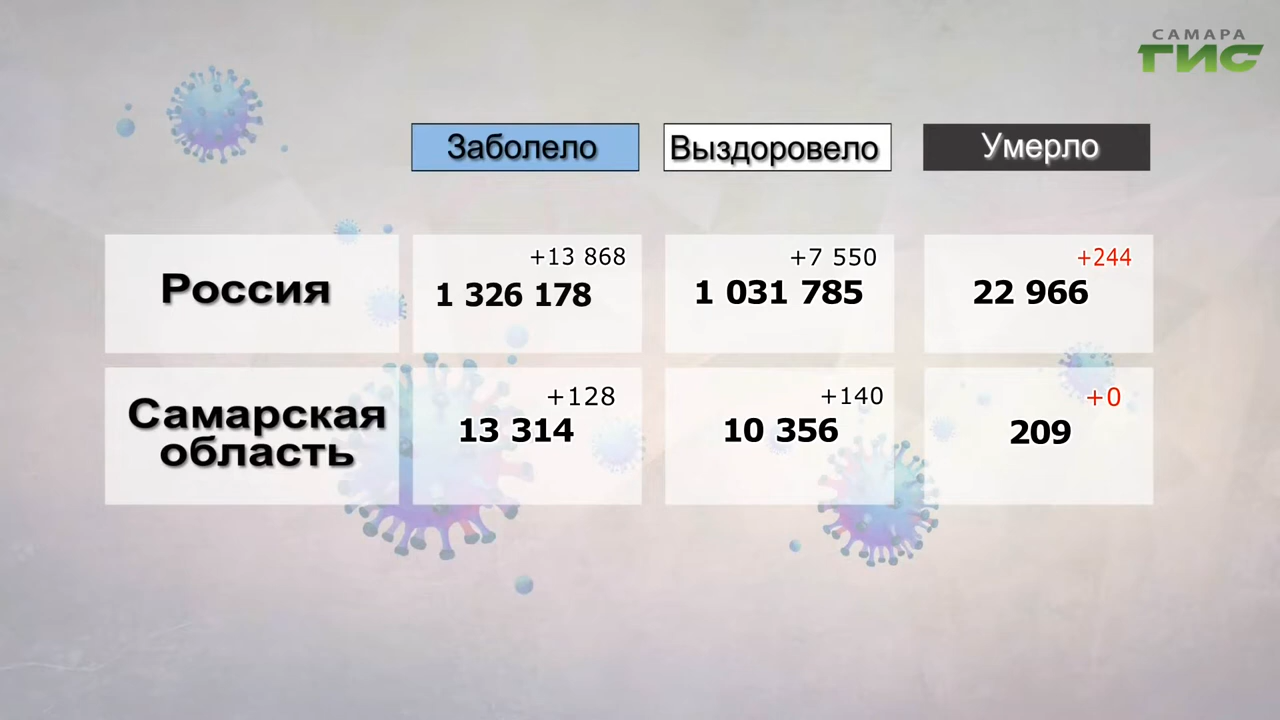 САМАРА
ГИС
Заболело Выздоровело Умерло
+13 868 +7 550 +244
Россия 1 326 178 1 031 785 22 966
+128 +140 +0
Самарская 13 314 10 356 209
область